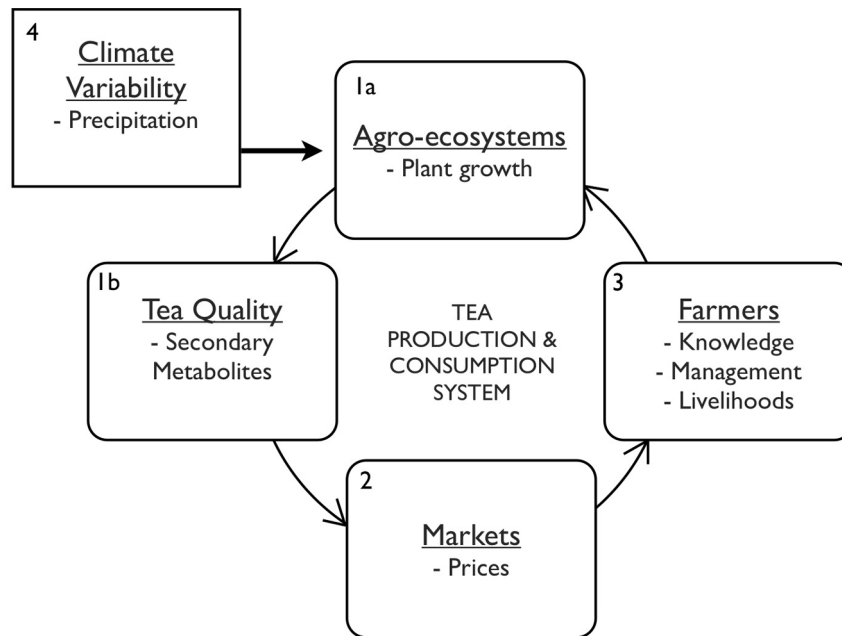 4
Climate
Variability
- Precipitation
1a
Agro-ecosystems
- Plant growth
1b
Tea Quality
- Secondary
Metabolites
TEA
PRODUCTION &
CONSUMPTION
SYSTEM
3
Farmers
- Knowledge
- Management
- Livelihoods
2
Markets
- Prices